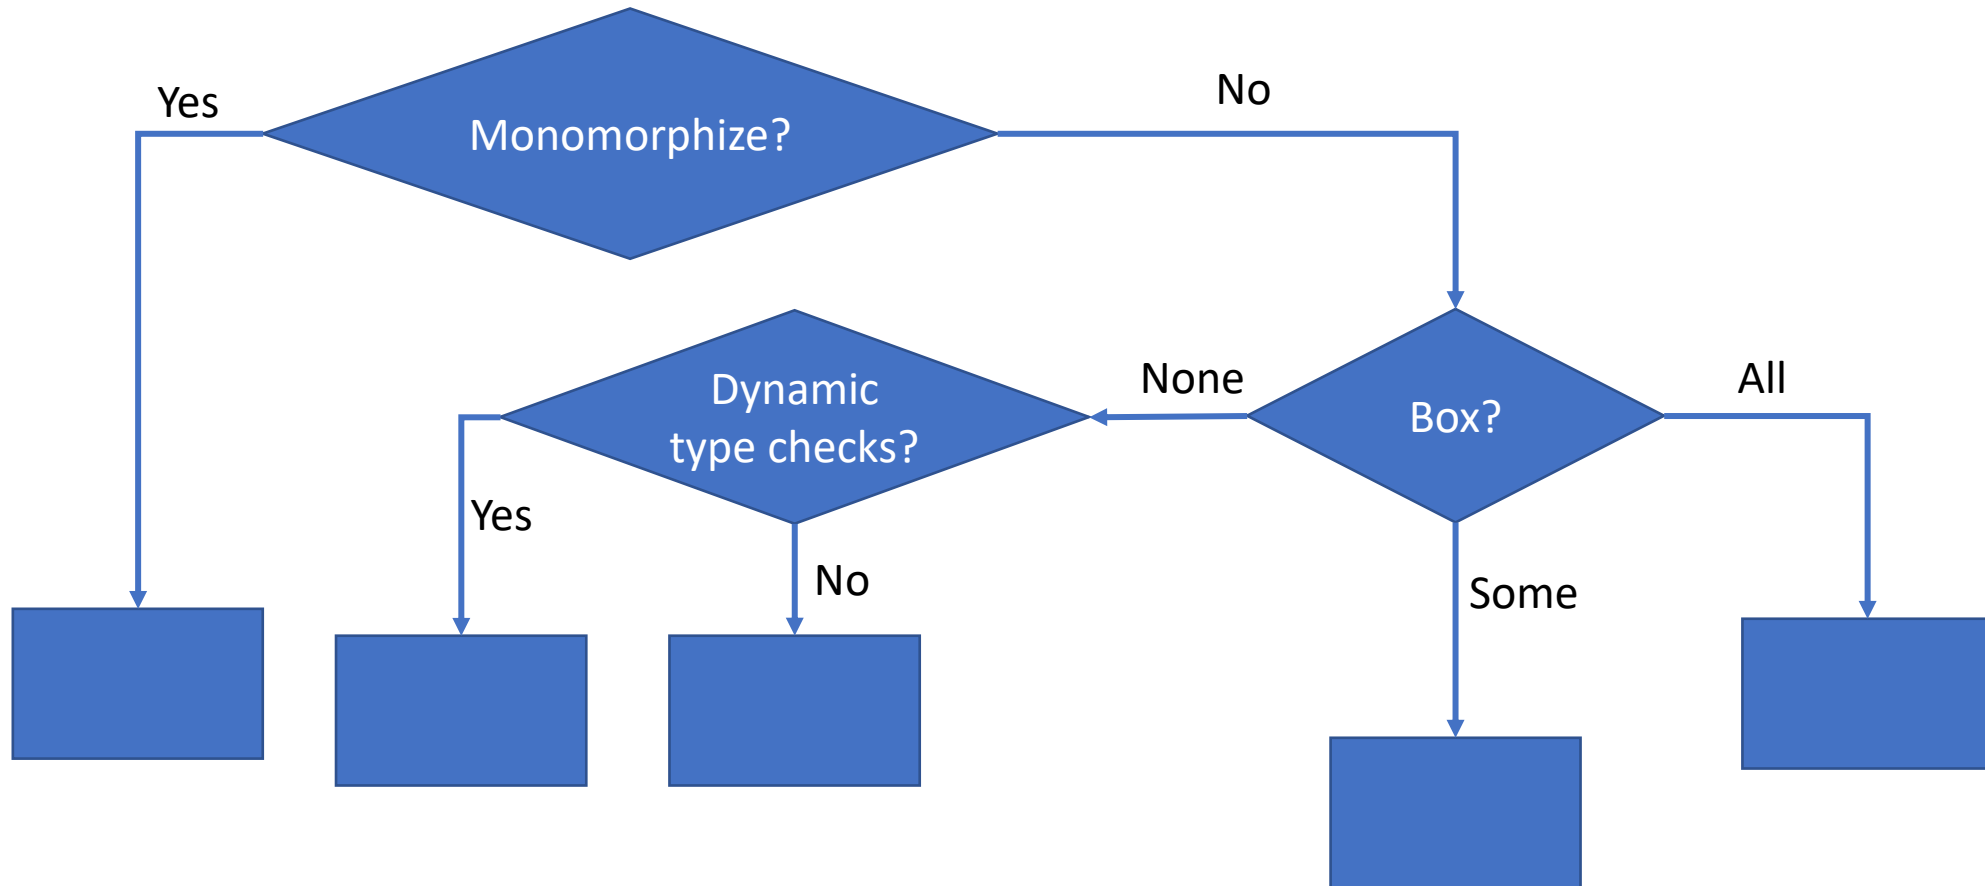 Yes
Monomorphize?
No
Dynamic
type checks?
None
Box?
All
Yes
No
Some